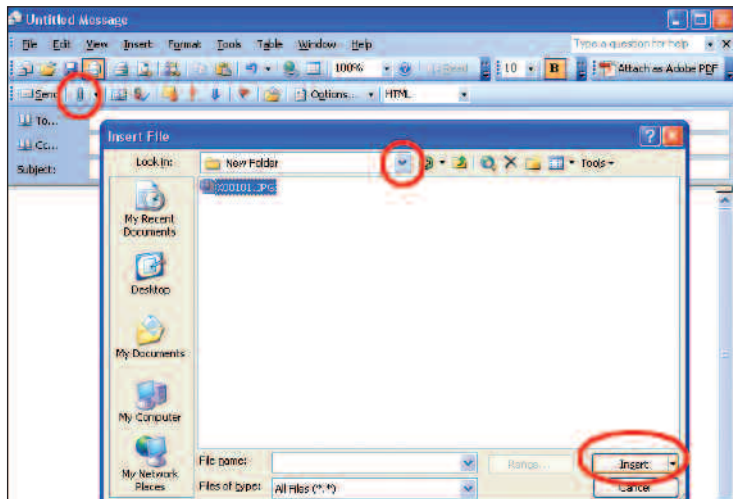 Untitled Message
File Edit View Insert Format Tools Table Window Help Type a question for help
100% Read 10 B Attach as Adobe PDF
Send Options... HTML
To...
Cc...
Subject:
Insert File
Look in: New Folder Tools
My Recent
Documents
Desktop
My Documents
My Computer
My Network
Places
File name: Insert
Files of type: All Files (*.*) Cancel